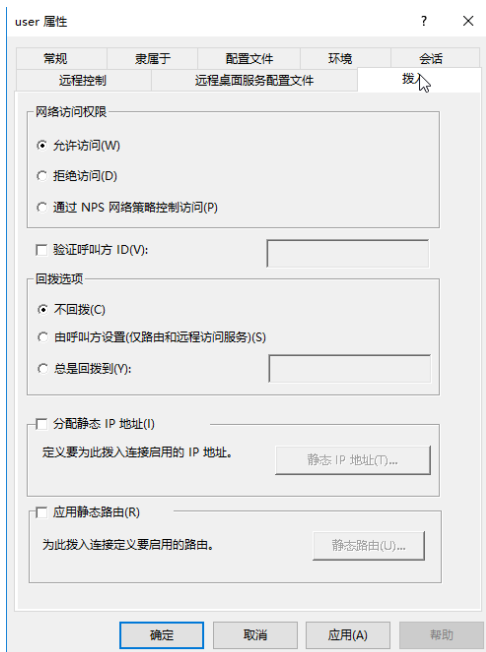 user 属性
? ×
常规 隶属于 配置文件 环境 会话
远程控制 远程桌面服务配置文件 拨入
网络访问权限
允许访问(W)
拒绝访问(D)
通过 NPS 网络策略控制访问(P)
验证呼叫方 ID(V):
回拨选项
不回拨(C)
由呼叫方设置(仅路由和远程访问服务)(S)
总是回拨到(Y):
分配静态 IP 地址(I)
定义要为此拨入连接启用的 IP 地址。
静态 IP 地址(T)...
应用静态路由(R)
为此拨入连接定义要启用的路由。
静态路由(U)...
确定 取消 应用(A) 帮助